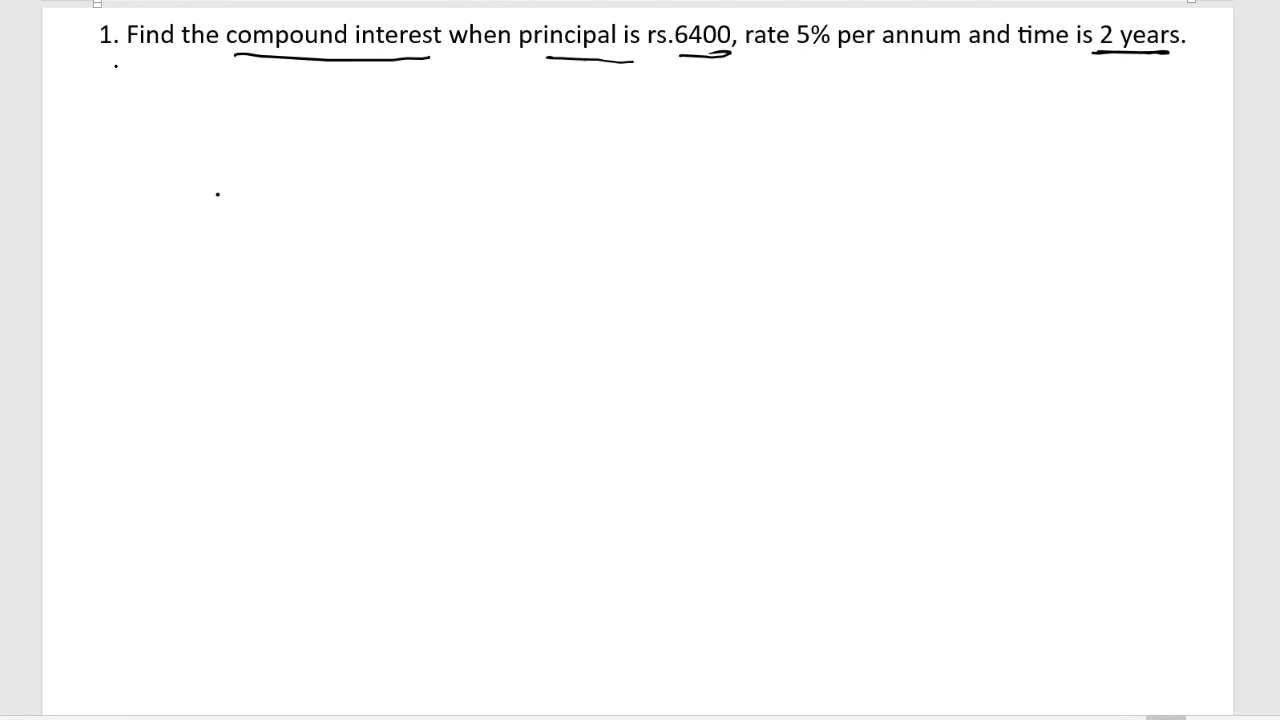 1. Find the compound interest when principal is rs.6400, rate 5% per annum and time is 2 years.